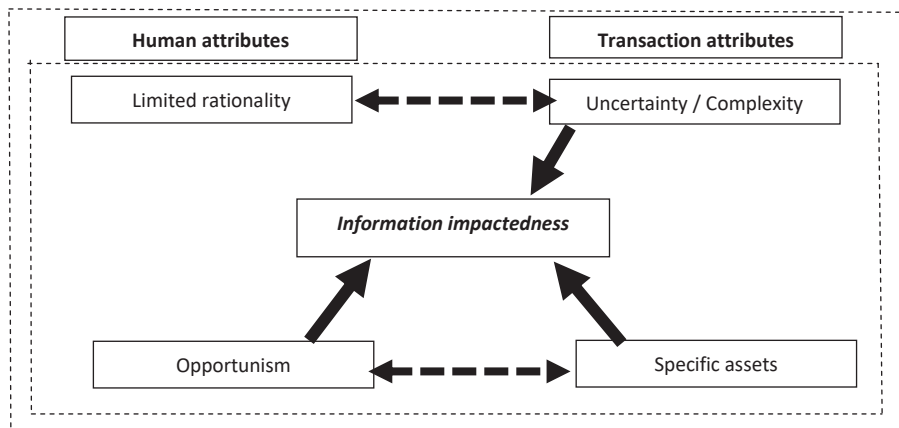 Human attributes
Transaction attributes
Limited rationality
Uncertainty / Complexity
Information impactedness
Opportunism
Specific assets